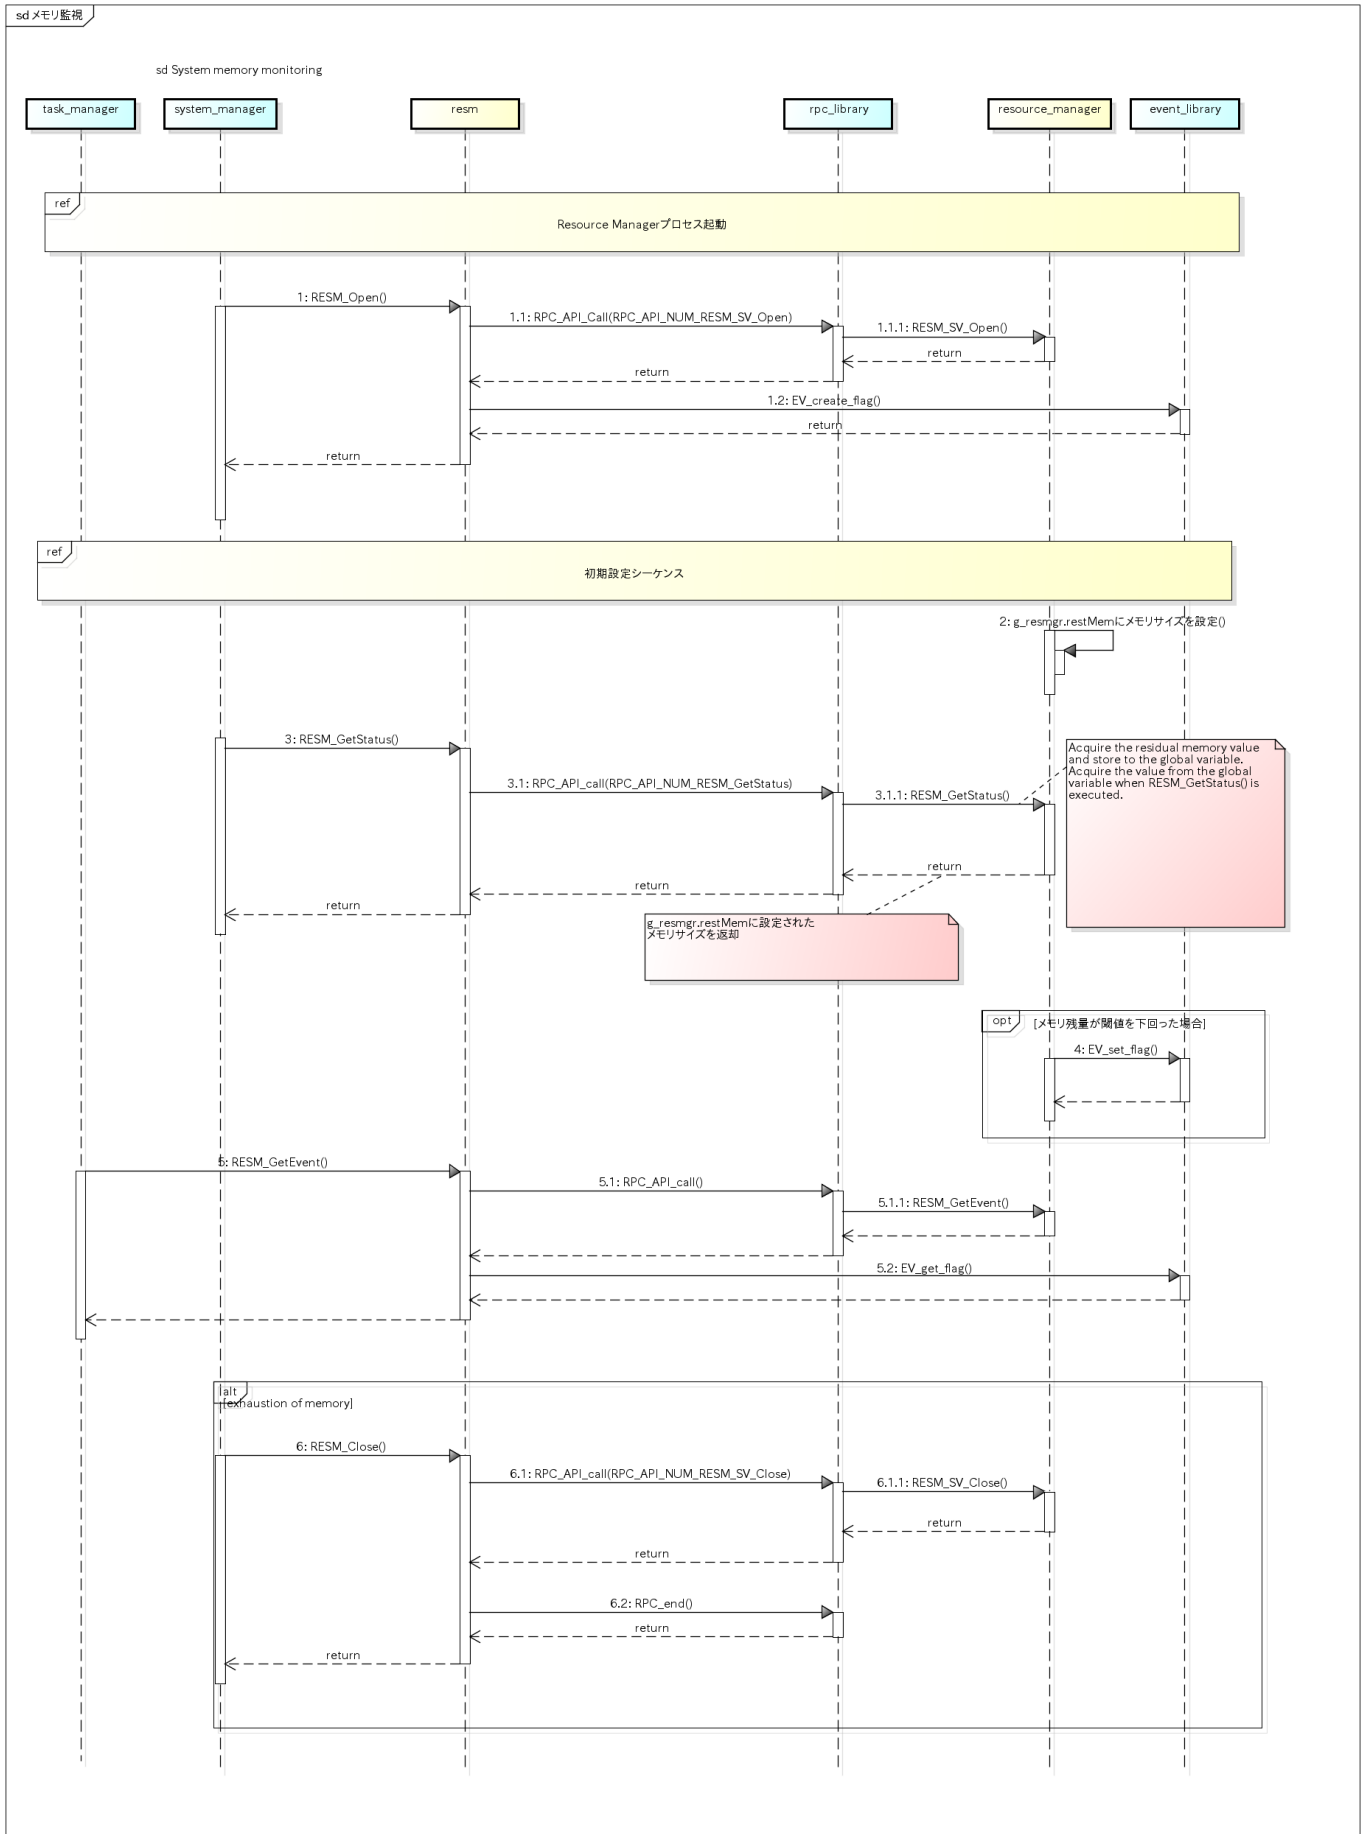 sd メモリ監視
sd System memory monitoring
task_manager
system_manager
resm
rpc_library
resource_manager
event_library
ref
Resource Managerプロセス起動
1: RESM_Open()
1.1: RPC_API_Call(RPC_API_NUM_RESM_SV_Open)
1.1.1: RESM_SV_Open()
return
return
1.2: EV_create_flag()
return
return
ref
初期設定シーケンス
2: g_resmgr.restMemにメモリサイズを設定()
3: RESM_GetStatus()
Acquire the residual memory value
and store to the global variable.
Acquire the value from the global
variable when RESM_GetStatus() is
executed.
3.1: RPC_API_call(RPC_API_NUM_RESM_GetStatus)
3.1.1: RESM_GetStatus()
return
return
return
g_resmgr.restMemに設定された
メモリサイズを返却
opt
[メモリ残量が閾値を下回った場合]
4: EV_set_flag()
5: RESM_GetEvent()
5.1: RPC_API_call()
5.1.1: RESM_GetEvent()
5.2: EV_get_flag()
alt
[exhaustion of memory]
6: RESM_Close()
6.1: RPC_API_call(RPC_API_NUM_RESM_SV_Close)
6.1.1: RESM_SV_Close()
return
return
6.2: RPC_end()
return
return